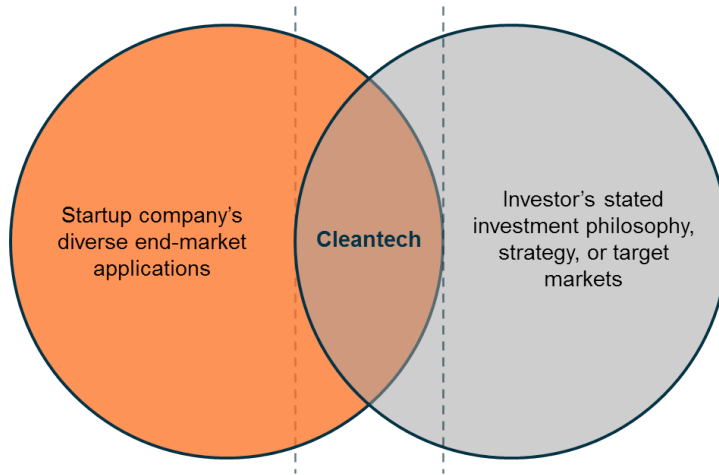 Startup company's
diverse end-market
applications
Cleantech
Investor's stated
investment philosophy,
strategy, or target
markets